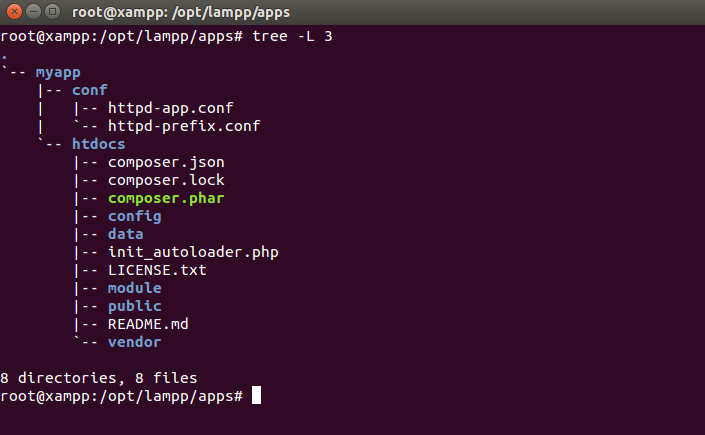 root@xampp: /opt/lampp/apps
root@xampp:/opt/lampp/apps# tree -L 3
.
`-- myapp
    |-- conf
    |   |-- httpd-app.conf
    |   `-- httpd-prefix.conf
    `-- htdocs
        |-- composer.json
        |-- composer.lock
        |-- composer.phar
        |-- config
        |-- data
        |-- init_autoloader.php
        |-- LICENSE.txt
        |-- module
        |-- public
        |-- README.md
        `-- vendor
8 directories, 8 files
root@xampp:/opt/lampp/apps#